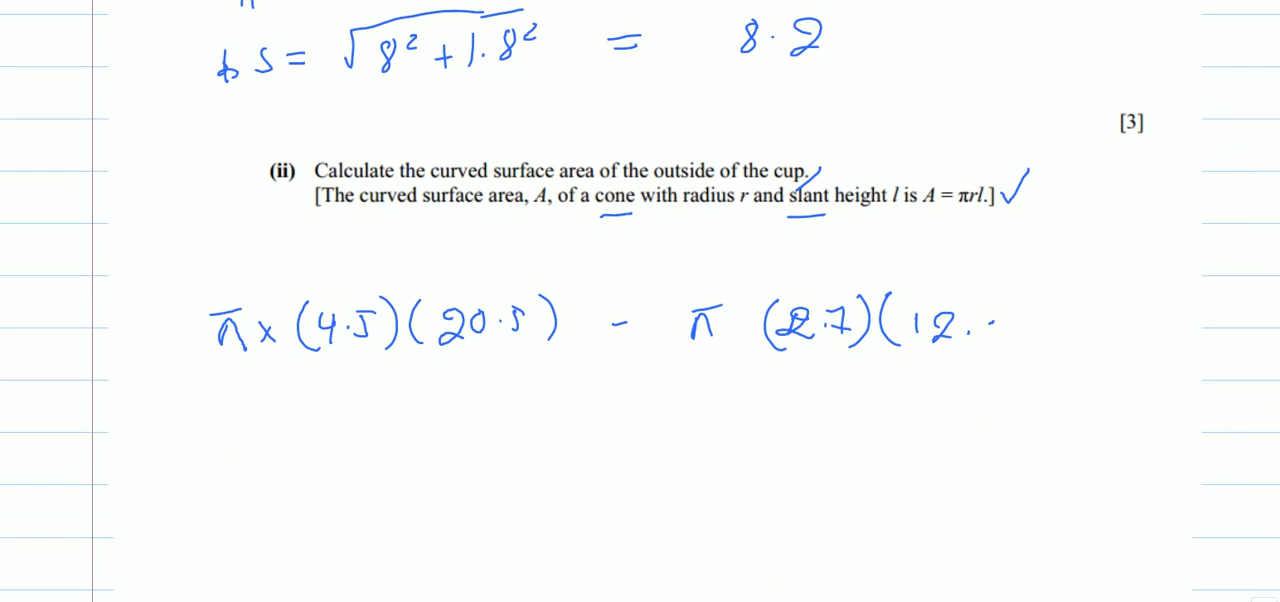 S = √8² + 1.8² = 8.2
[3]
(ii) Calculate the curved surface area of the outside of the cup.
[The curved surface area, A, of a cone with radius r and slant height l is A = πrl.]
π × (4.5)(20.5) - π (2.7)(12.